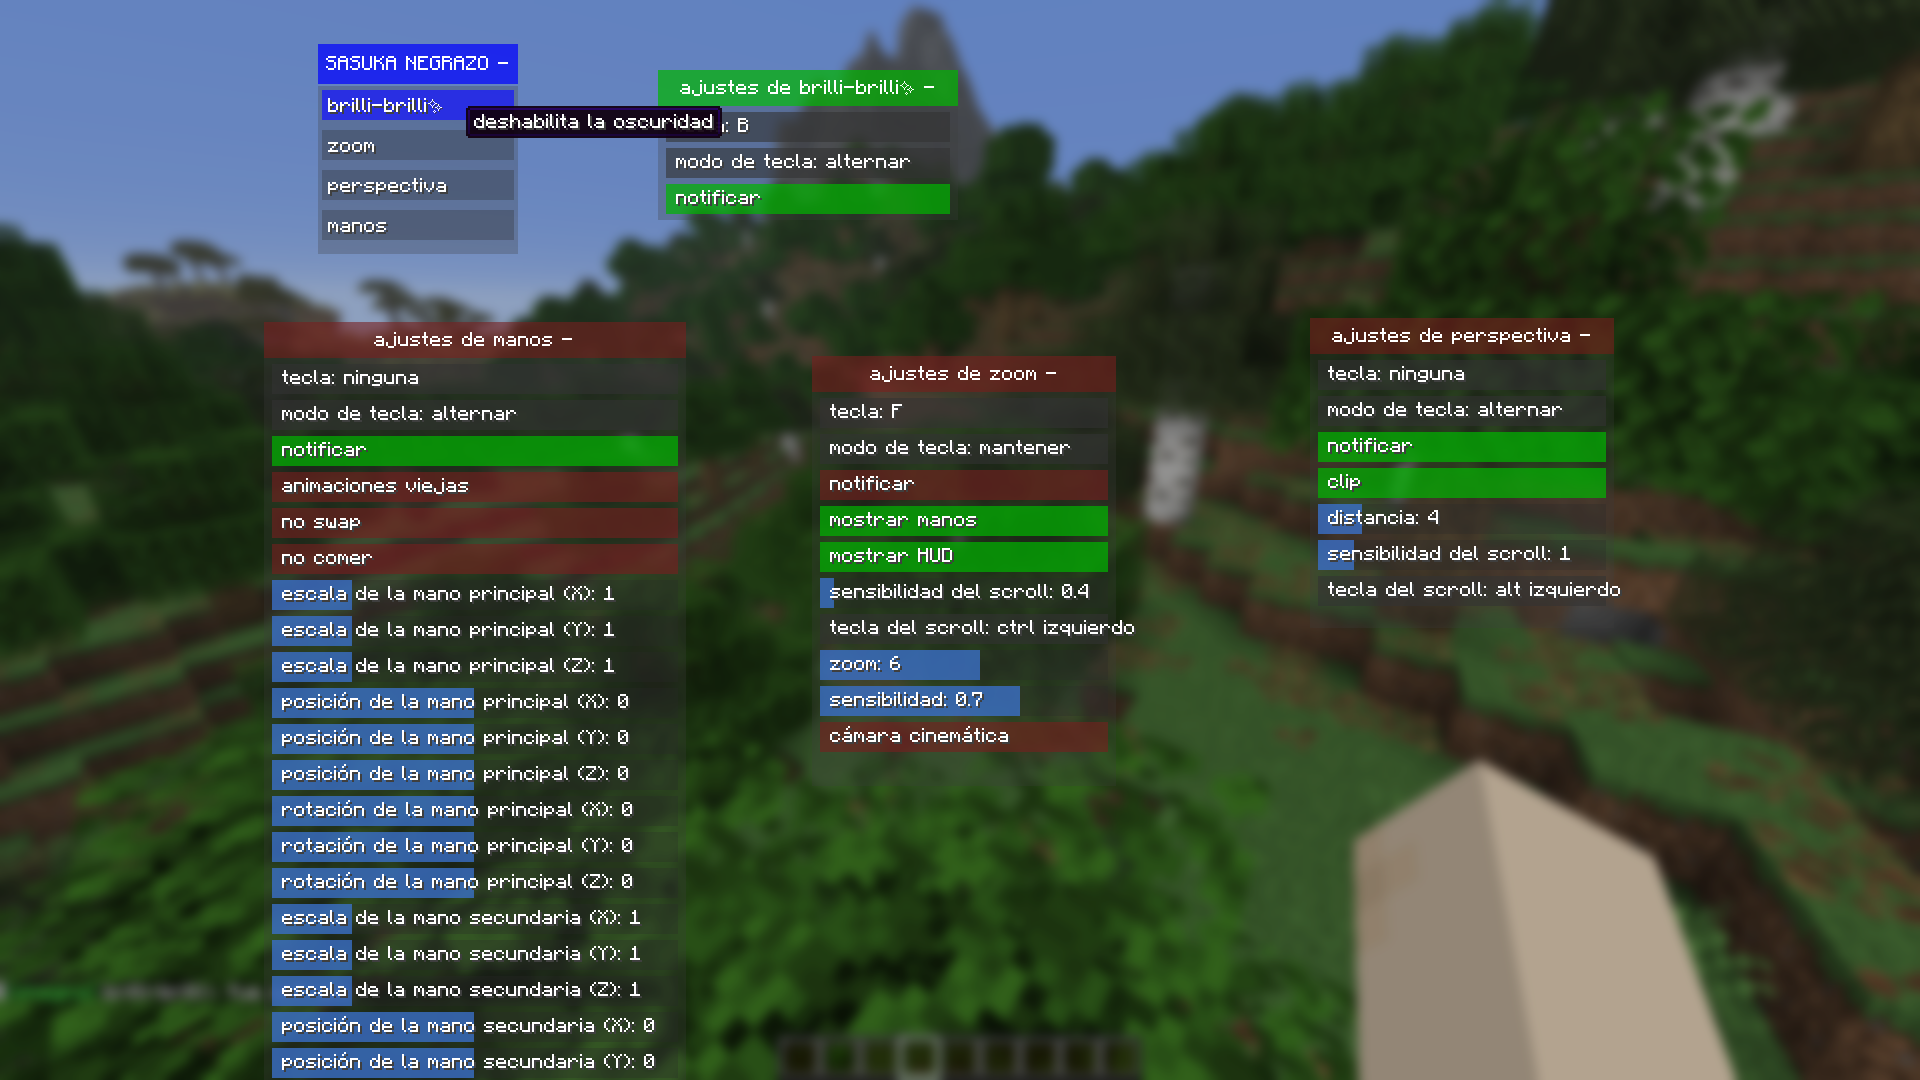 SASUKA NEGRAZO -
brilli-brilli✨
deshabilita la oscuridad
zoom
perspectiva
manos
ajustes de brilli-brilli✨ -
: B
modo de tecla: alternar
notificar
ajustes de manos -
tecla: ninguna
modo de tecla: alternar
notificar
animaciones viejas
no swap
no comer
escala de la mano principal (X): 1
escala de la mano principal (Y): 1
escala de la mano principal (Z): 1
posición de la mano principal (X): 0
posición de la mano principal (Y): 0
posición de la mano principal (Z): 0
rotación de la mano principal (X): 0
rotación de la mano principal (Y): 0
rotación de la mano principal (Z): 0
escala de la mano secundaria (X): 1
escala de la mano secundaria (Y): 1
escala de la mano secundaria (Z): 1
posición de la mano secundaria (X): 0
posición de la mano secundaria (Y): 0
ajustes de zoom -
tecla: F
modo de tecla: mantener
notificar
mostrar manos
mostrar HUD
sensibilidad del scroll: 0.4
tecla del scroll: ctrl izquierdo
zoom: 6
sensibilidad: 0.7
cámara cinemática
ajustes de perspectiva -
tecla: ninguna
modo de tecla: alternar
notificar
clip
distancia: 4
sensibilidad del scroll: 1
tecla del scroll: alt izquierdo